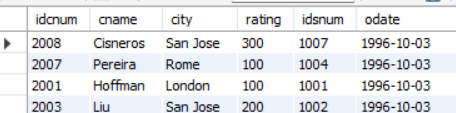 idcnum cname city rating idsnum odate
2008 Cisneros San Jose 300 1007 1996-10-03
2007 Pereira Rome 100 1004 1996-10-03
2001 Hoffman London 100 1001 1996-10-03
2003 Liu San Jose 200 1002 1996-10-03